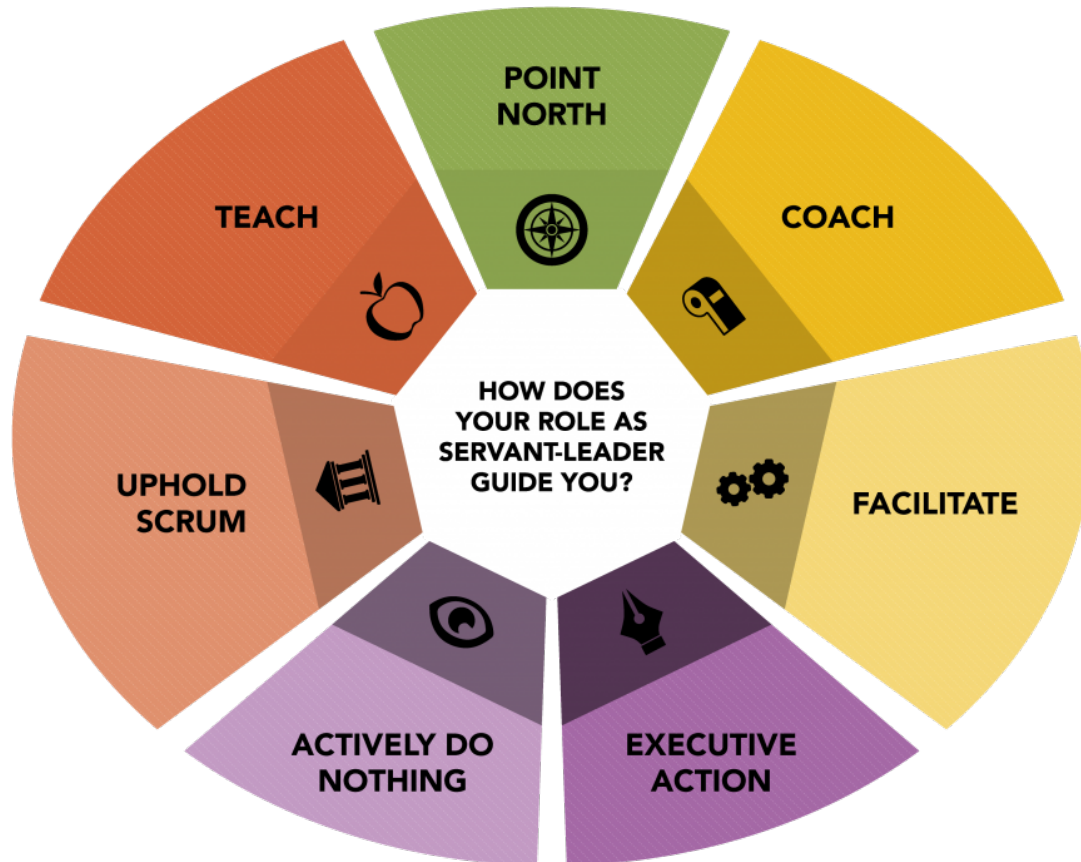 POINT
NORTH
TEACH
COACH
HOW DOES
YOUR ROLE AS
SERVANT-LEADER
GUIDE YOU?
UPHOLD
SCRUM
FACILITATE
ACTIVELY DO
NOTHING
EXECUTIVE
ACTION